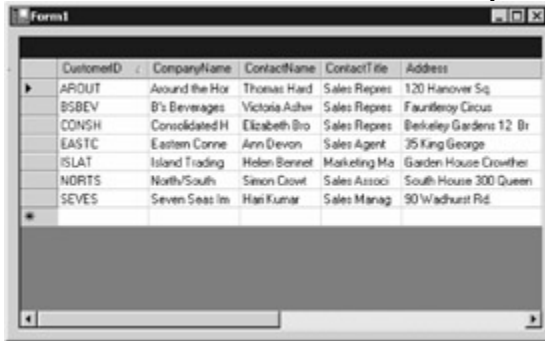 Form1
CustomerID CompanyName ContactName ContactTitle Address
AROUT Around the Hor Thomas Hard Sales Repres 120 Hanover Sq.
BSBEV B's Beverages Victoria Ashw Sales Repres Fauntleroy Circus
CONSH Consolidated H Elizabeth Bro Sales Repres Berkeley Gardens 12 Br
EASTC Eastern Conne Ann Devon Sales Agent 35 King George
ISLAT Island Trading Helen Bennet Marketing Ma Garden House Crowther
NORTS North/South Simon Crowt Sales Associ South House 300 Queen
SEVES Seven Seas Im Hari Kumar Sales Manag 90 Wadhurst Rd.